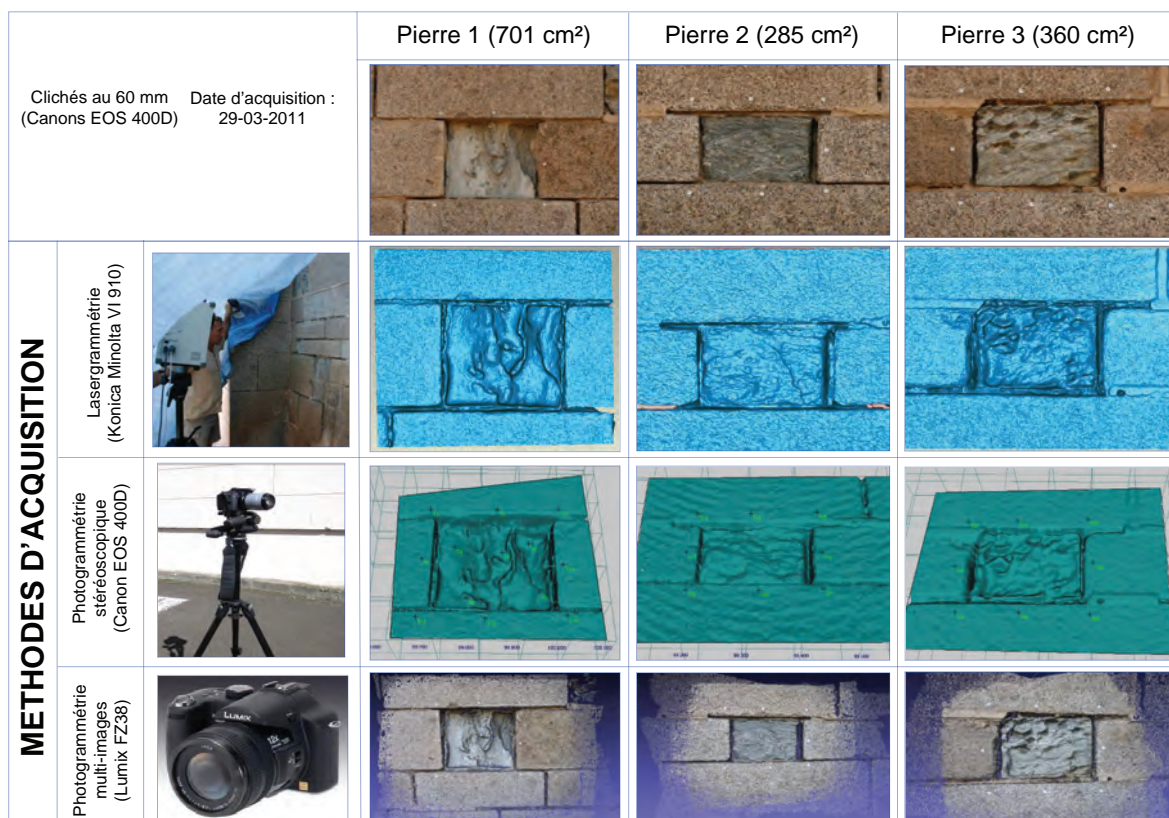 Pierre 1 (701 cm²)
Pierre 2 (285 cm²)
Pierre 3 (360 cm²)
Clichés au 60 mm
(Canons EOS 400D)
Date d'acquisition :
29-03-2011
METHODES D'ACQUISITION
Lasergrammétrie
(Konica Minolta VI 910)
Photogrammétrie
stéréoscopique
(Canon EOS 400D)
Photogrammétrie
multi-images
(Lumix FZ38)
LUMIX
12x